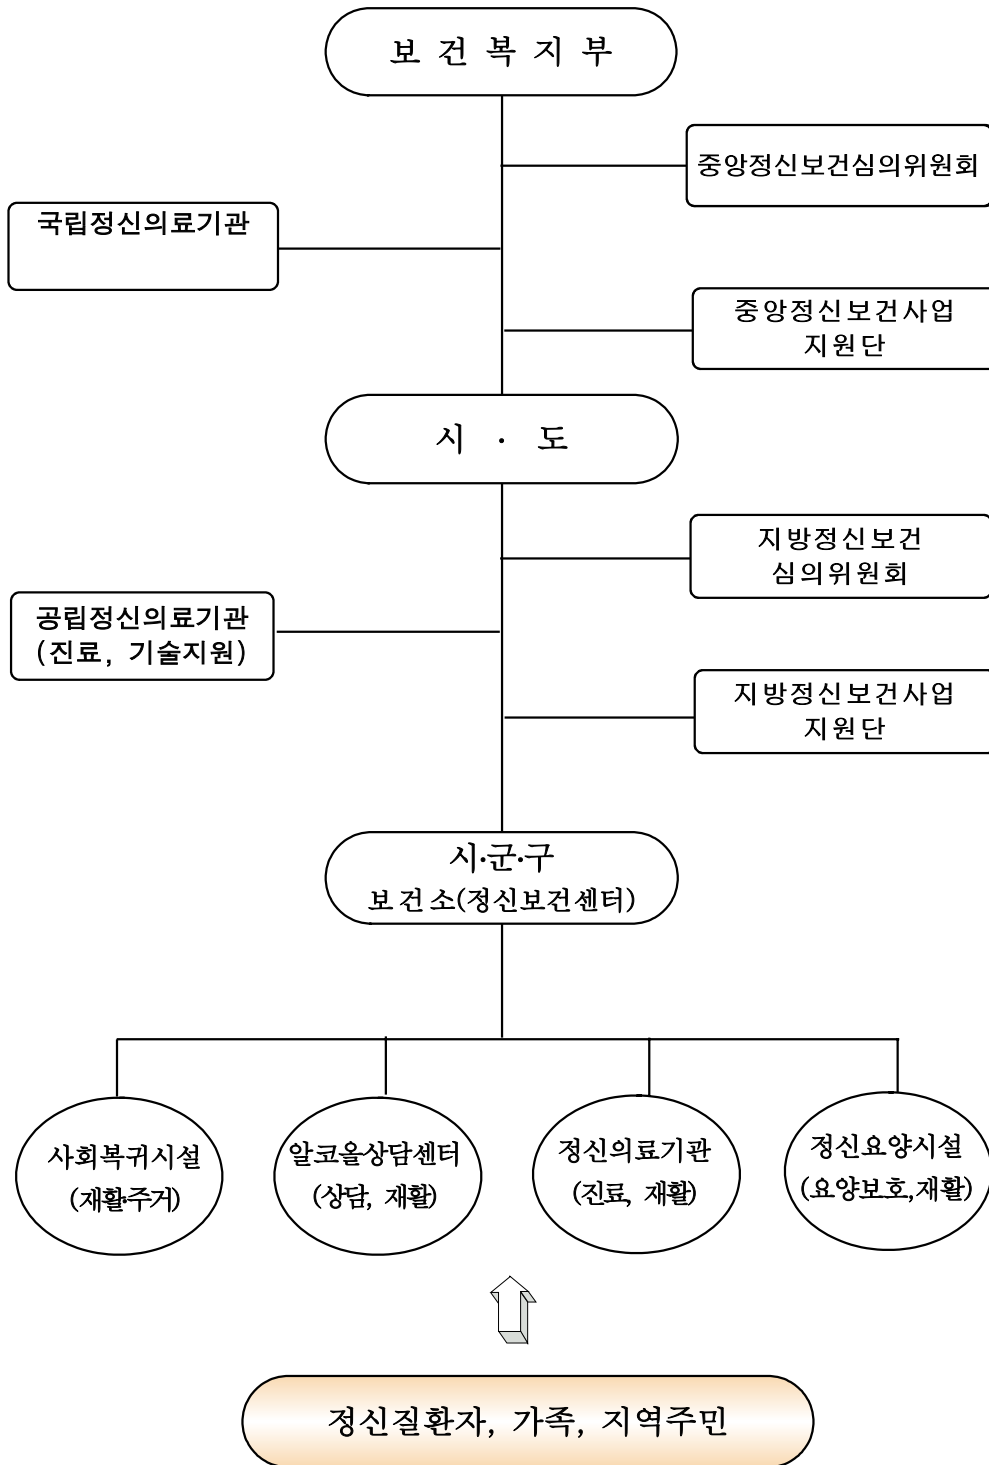 보 건 복 지 부
중앙정신보건심의위원회
국립정신의료기관
중앙정신보건사업
지원단
시 · 도
지방정신보건
심의위원회
공립정신의료기관
(진료, 기술지원)
지방정신보건사업
지원단
시·군·구
보건소(정신보건센터)
사회복귀시설
(재활·주거)
알코올상담센터
(상담, 재활)
정신의료기관
(진료, 재활)
정신요양시설
(요양보호,재활)
정신질환자, 가족, 지역주민